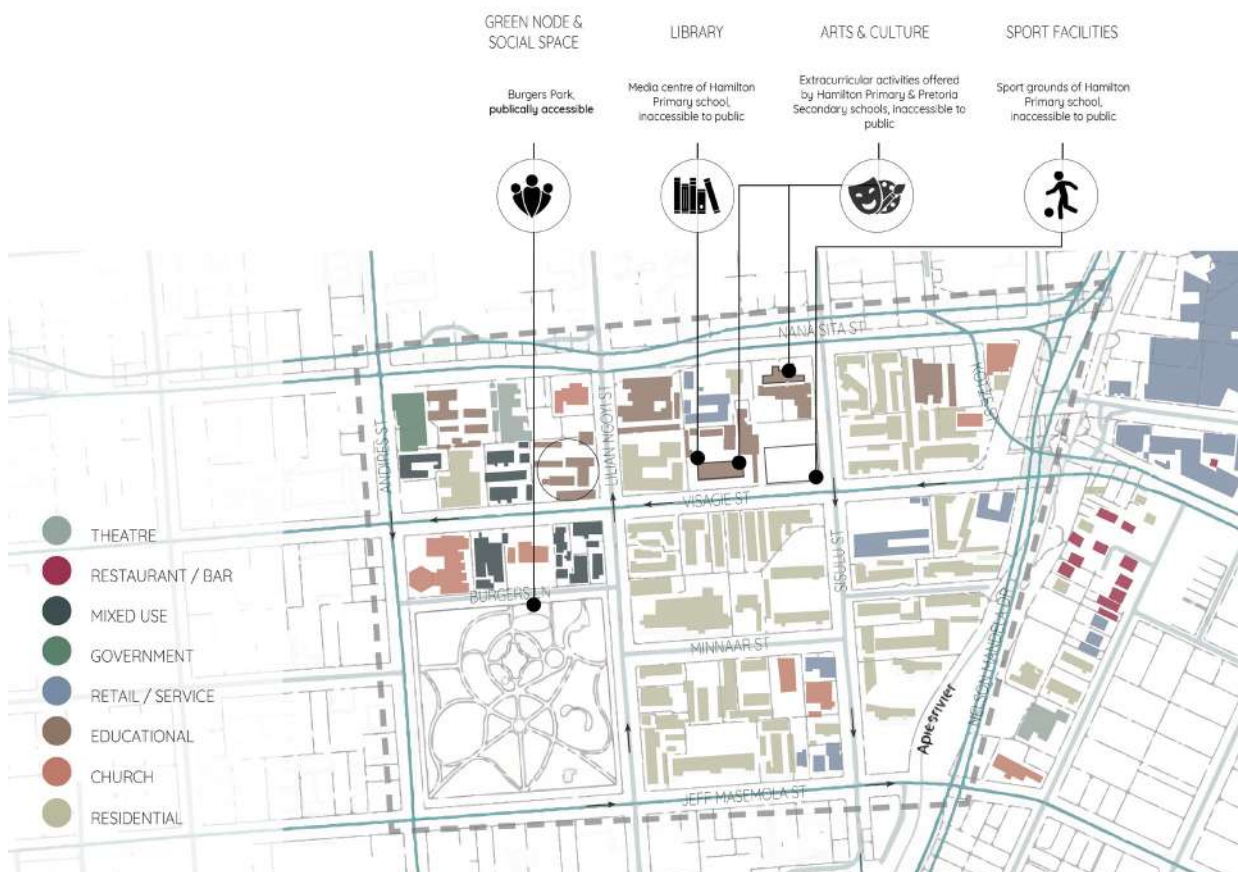 GREEN NODE &
SOCIAL SPACE
Burgers Park,
publically accessible
LIBRARY
Media centre of Hamilton
Primary school,
inaccessible to public
ARTS & CULTURE
Extracurricular activities offered
by Hamilton Primary & Pretoria
Secondary schools, inaccessible to
public
SPORT FACILITIES
Sport grounds of Hamilton
Primary school,
inaccessible to public
NANA SITA ST
KOTZE ST
ANDRIES ST
LILIAN NGOYI ST
VISAGIE ST
SISULU ST
BURGERS LN
MINNAAR ST
NELSON MANDELA DR
Apiesrivier
JEFF MASEMOLA ST
THEATRE
RESTAURANT / BAR
MIXED USE
GOVERNMENT
RETAIL / SERVICE
EDUCATIONAL
CHURCH
RESIDENTIAL